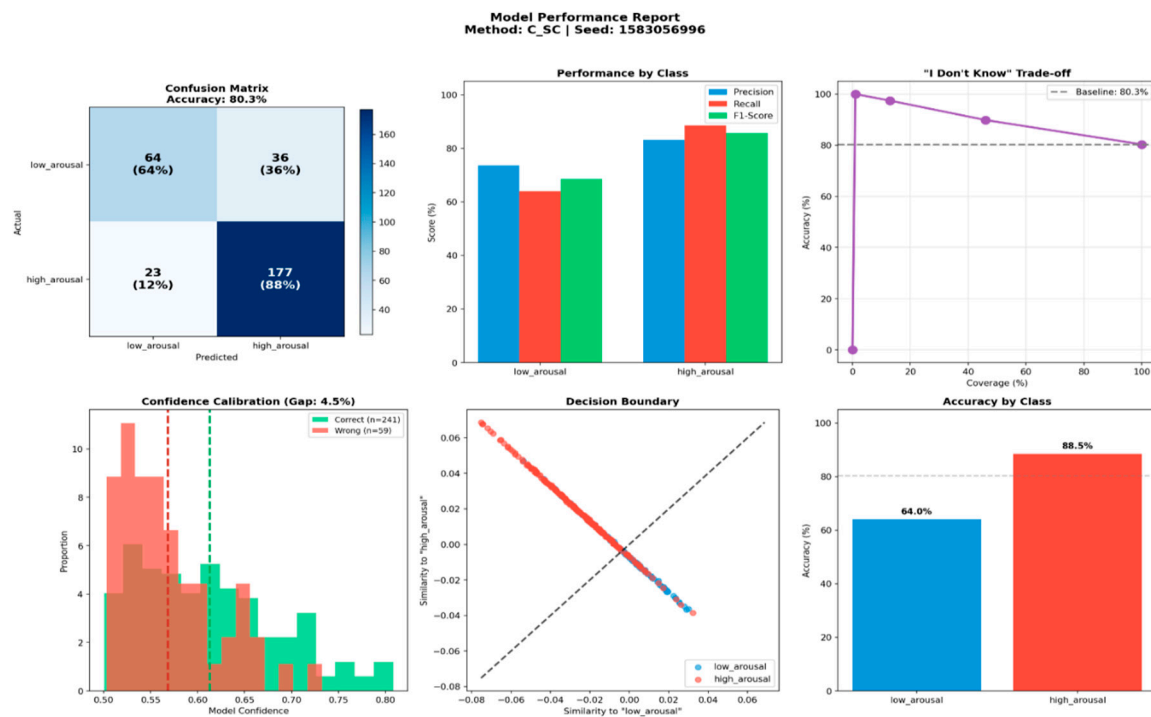 Model Performance Report
Method: C_SC | Seed: 1583056996
Confusion Matrix
Accuracy: 80.3%
Actual
low_arousal
64
(64%)
36
(36%)
high_arousal
23
(12%)
177
(88%)
low_arousal
high_arousal
Predicted
160
140
120
100
80
60
40
Performance by Class
Score (%)
100
80
60
40
20
0
Precision
Recall
F1-Score
low_arousal
high_arousal
"I Don't Know" Trade-off
Accuracy (%)
100
80
60
40
20
0
Baseline: 80.3%
0
20
40
60
80
100
Coverage (%)
Confidence Calibration (Gap: 4.5%)
Proportion
10
8
6
4
2
0
Correct (n=241)
Wrong (n=59)
0.50
0.55
0.60
0.65
0.70
0.75
0.80
Model Confidence
Decision Boundary
Similarity to "high_arousal"
0.06
0.04
0.02
0.00
−0.02
−0.04
−0.06
−0.08
low_arousal
high_arousal
−0.08
−0.06
−0.04
−0.02
0.00
0.02
0.04
0.06
Similarity to "low_arousal"
Accuracy by Class
Accuracy (%)
100
80
60
40
20
0
64.0%
88.5%
low_arousal
high_arousal